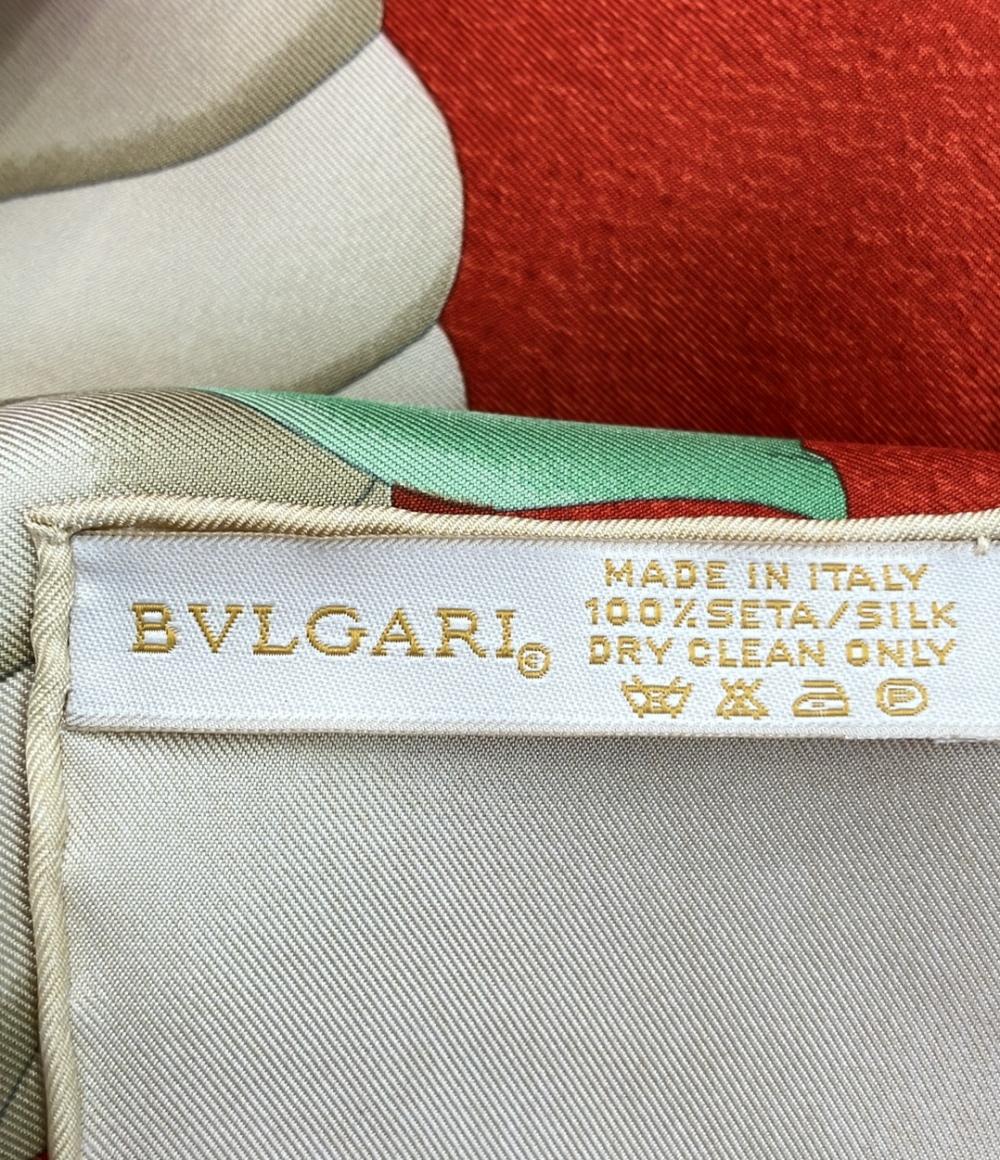 BVLGARI
MADE IN ITALY
100% SETA/SILK
DRY CLEAN ONLY
P